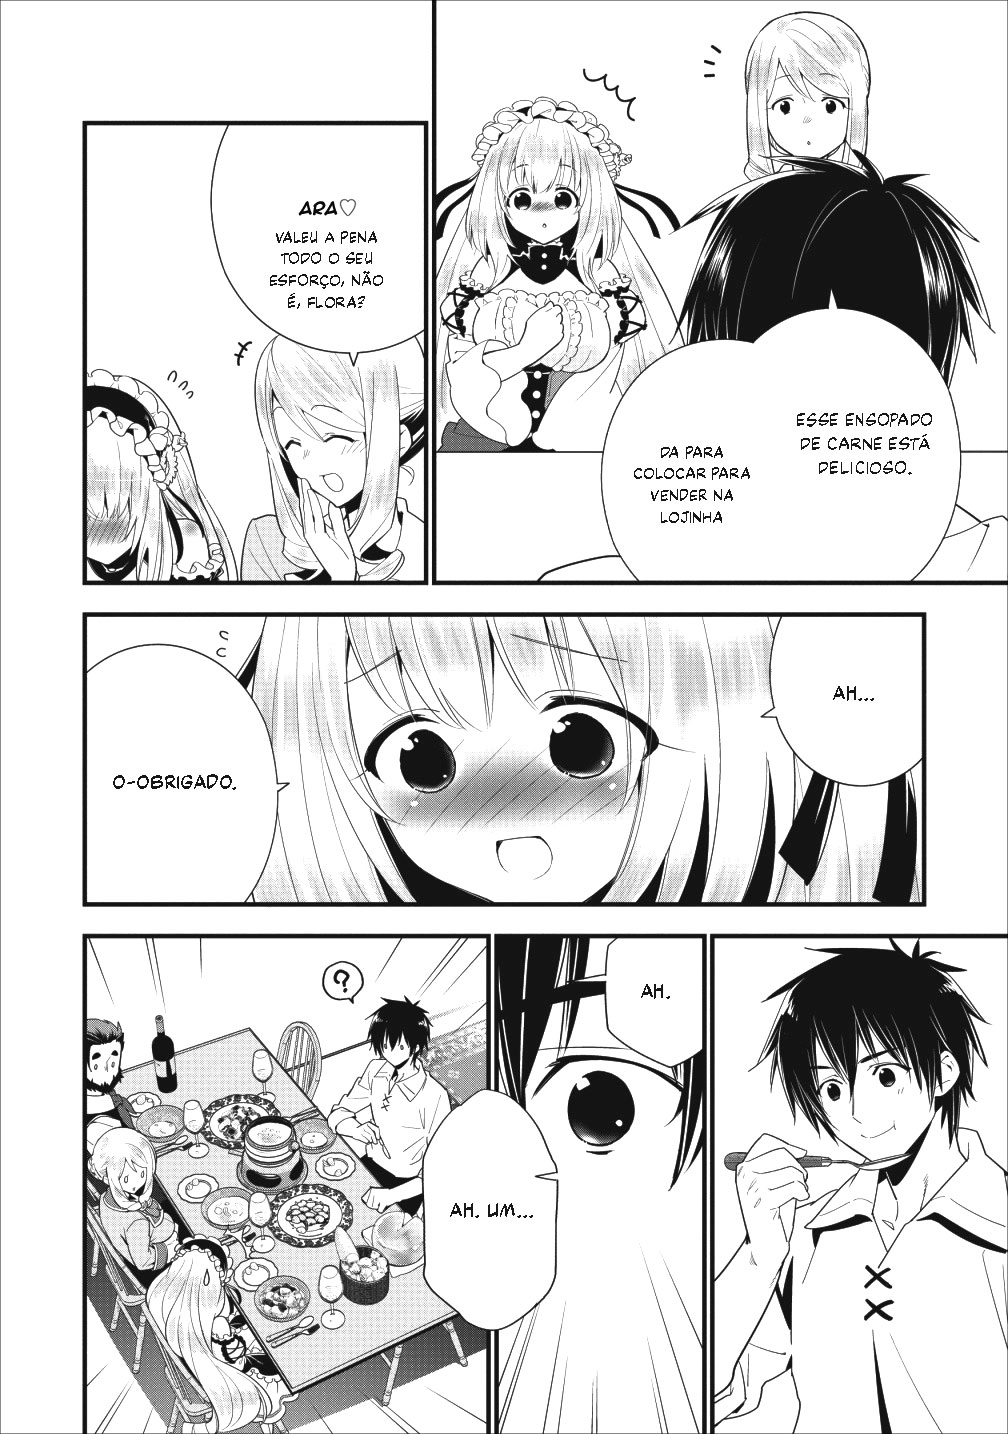 ESSE ENSOPADO
DE CARNE ESTÁ
DELICIOSO.
DA PARA
COLOCAR PARA
VENDER NA
LOJINHA
ARA♡
VALEU A PENA
TODO O SEU
ESFORÇO, NÃO
É, FLORA?
AH...
O-OBRIGADO.
AH.
AH. UM...
?